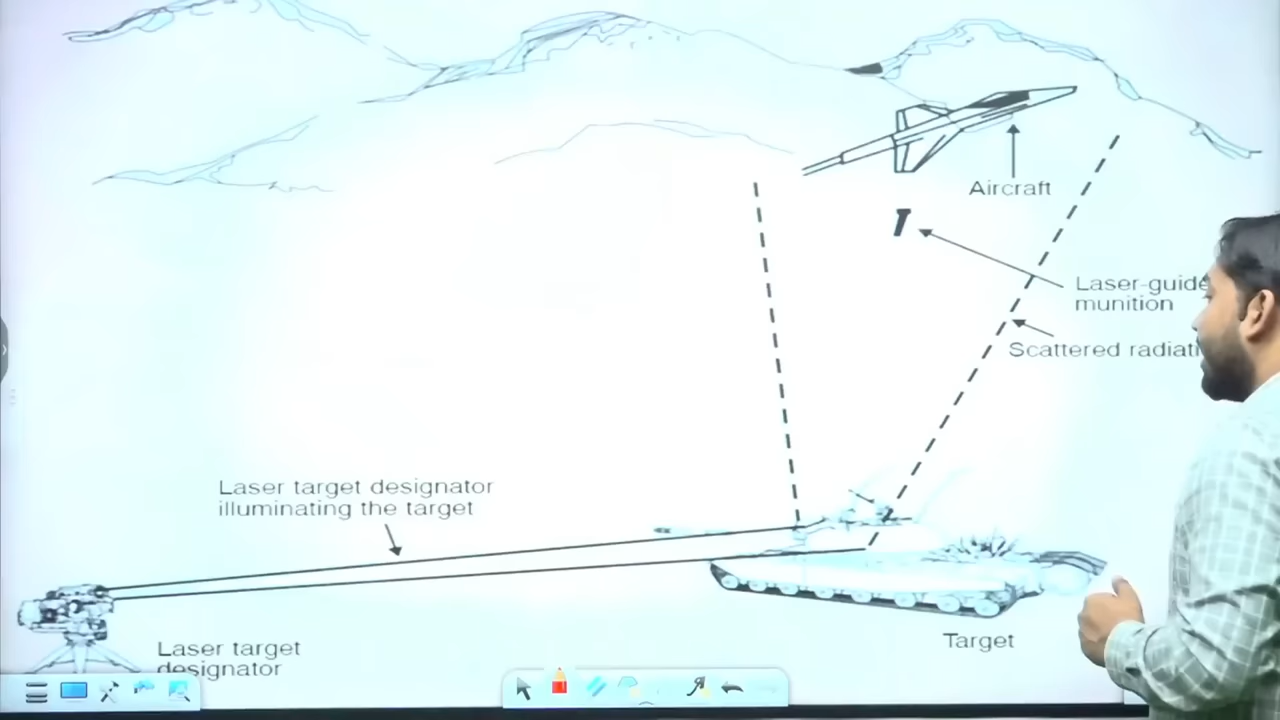 Aircraft
Laser-guide
munition
Scattered radiati
Laser target designator
illuminating the target
Laser target
designator
Target